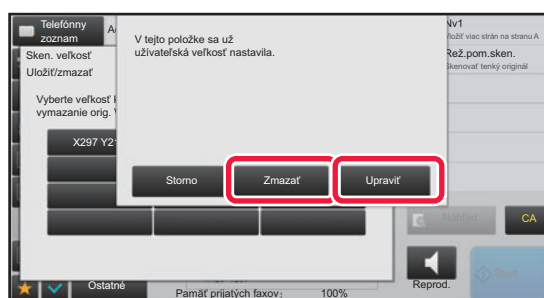 Telefónny
zoznam
Sken. veľkosť
Uložiť/zmazať
Vyberte veľkosť
vymazanie orig.
X297 Y21
V tejto položke sa už
užívateľská veľkosť nastavila.
Storno
Zmazať
Upraviť
Nv1
Vložiť viac strán na stranu A
Rež.pom.sken.
Skenovať tenký originál
Náhľad
CA
Ostatné
Pamäť prijatých faxov:
100%
Reprod.
Štart